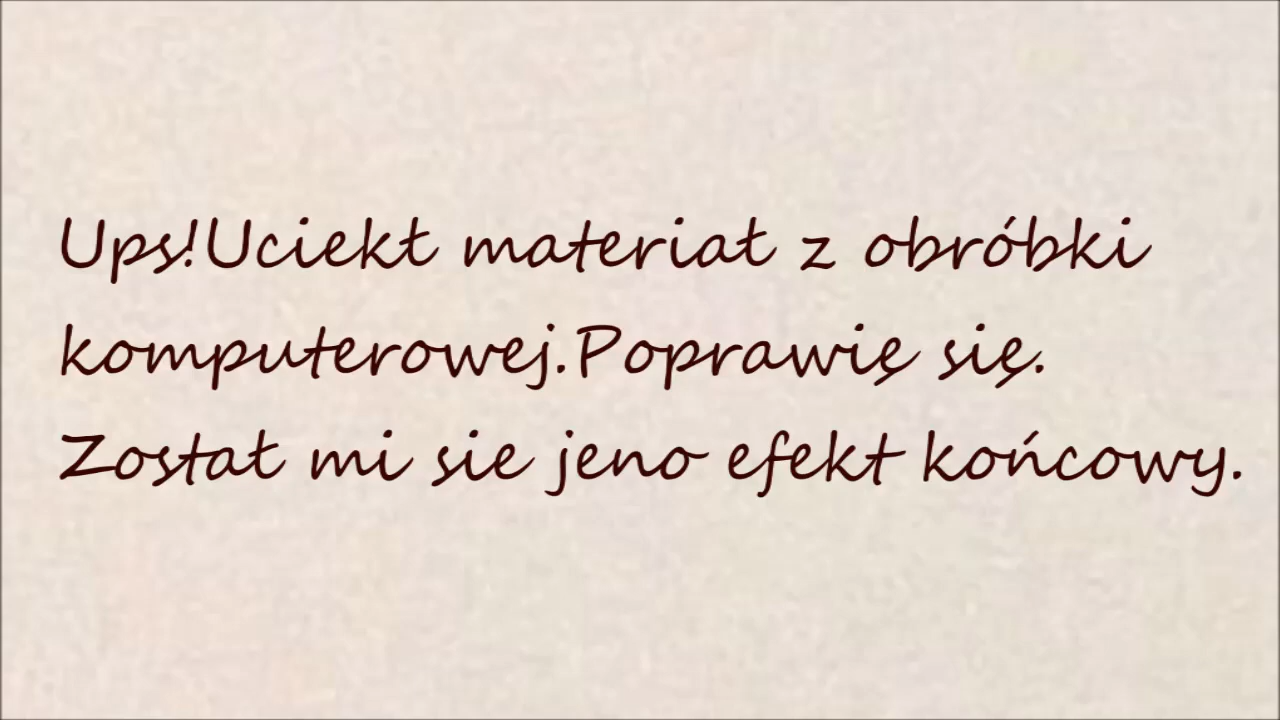 Ups!Uciekł materiał z obróbki
komputerowej.Poprawię się.
Został mi sie jeno efekt końcowy.